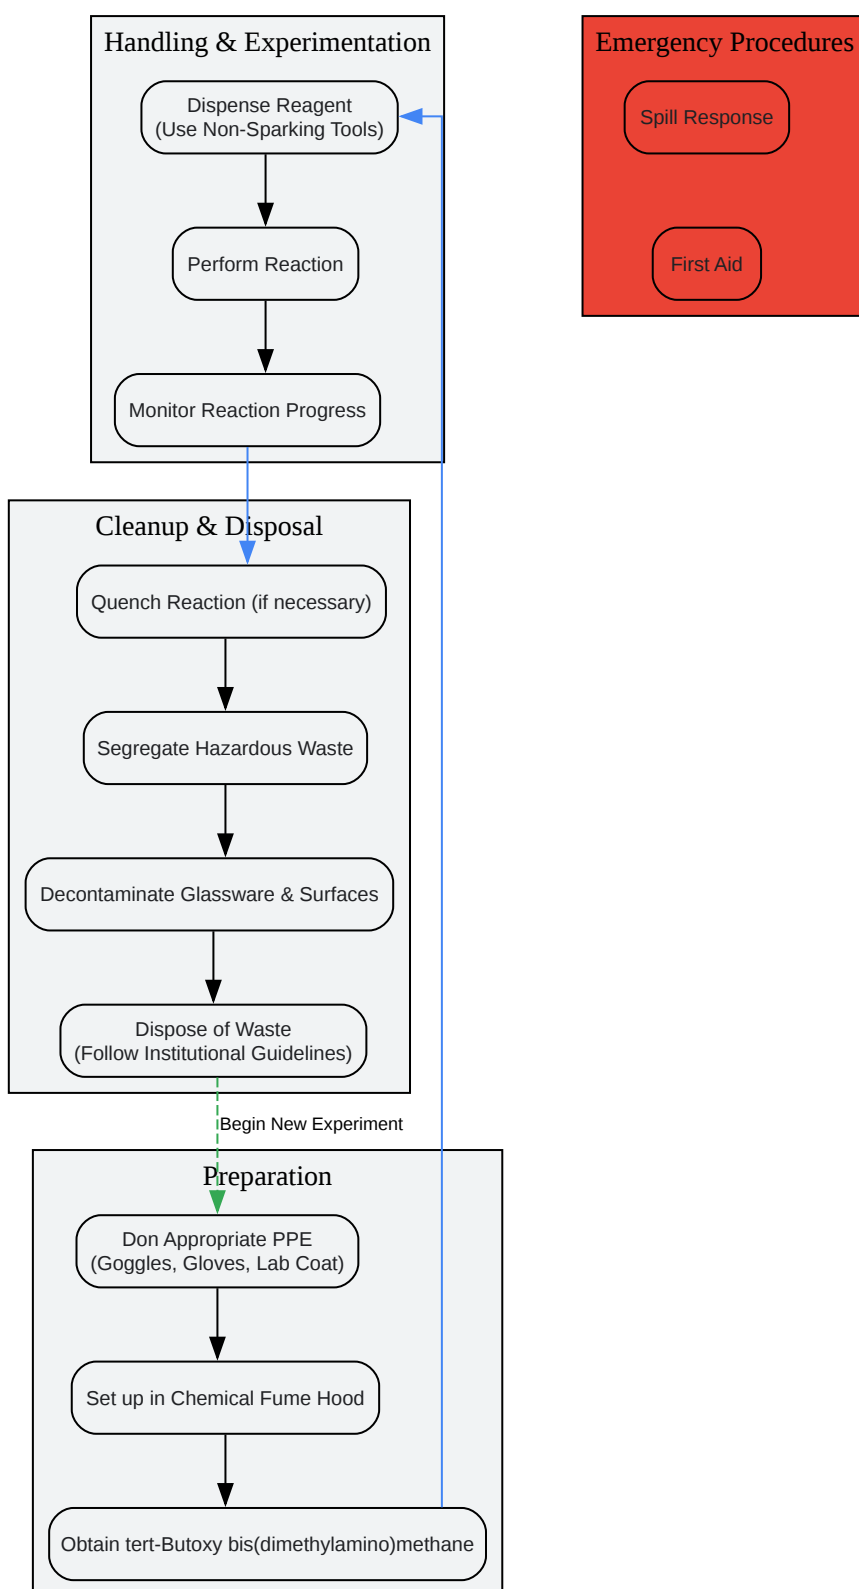 Handling & Experimentation
Dispense Reagent
(Use Non-Sparking Tools)
Perform Reaction
Monitor Reaction Progress
Emergency Procedures
Spill Response
First Aid
Cleanup & Disposal
Quench Reaction (if necessary)
Segregate Hazardous Waste
Decontaminate Glassware & Surfaces
Dispose of Waste
(Follow Institutional Guidelines)
Begin New Experiment
Preparation
Don Appropriate PPE
(Goggles, Gloves, Lab Coat)
Set up in Chemical Fume Hood
Obtain tert-Butoxy bis(dimethylamino)methane